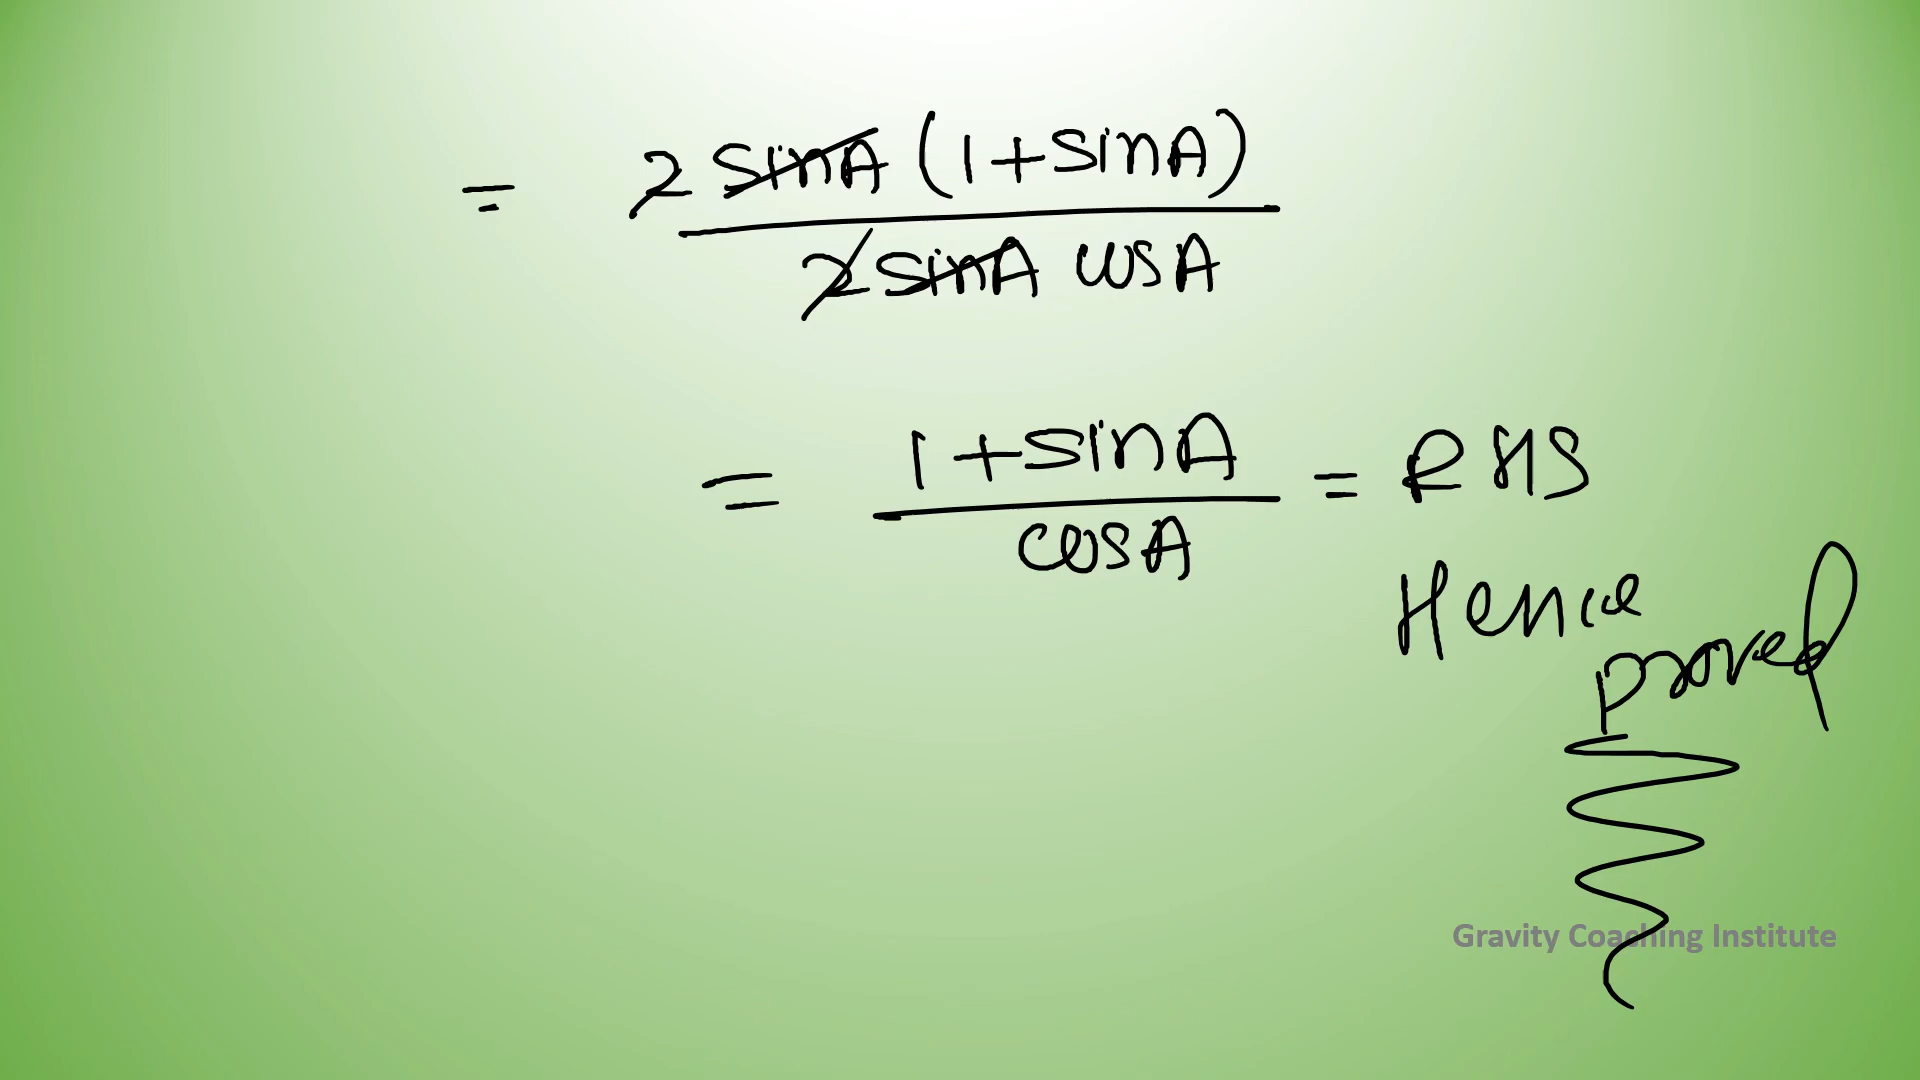 = 2 sinA (1+sinA)
2 sinA cosA
= 1+sinA = RHS
cosA
Hence
proved
Gravity Coaching Institute